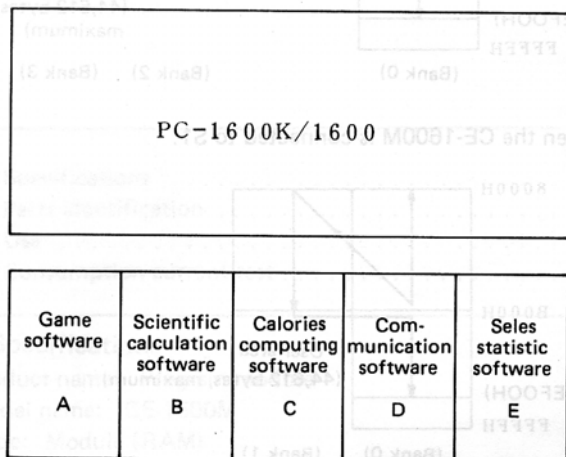 PC-1600K/1600
Game software A
Scientific calculation software B
Calories computing software C
Com-munication software D
Seles statistic software E